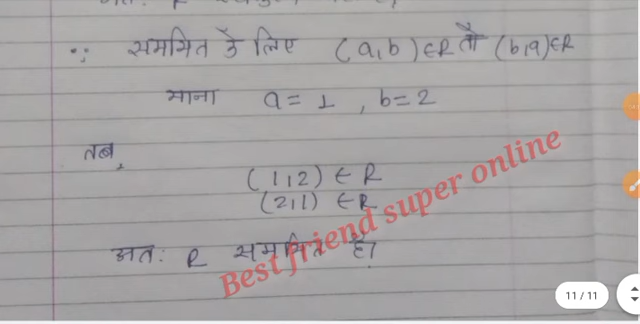 ∵ सममित के लिए (a,b) ∈R तो (b,a)∈R
माना a=1, b=2
तब,
(1,2) ∈ R
(2,1) ∈R
अतः R सममित है।
Best friend super online
11/11